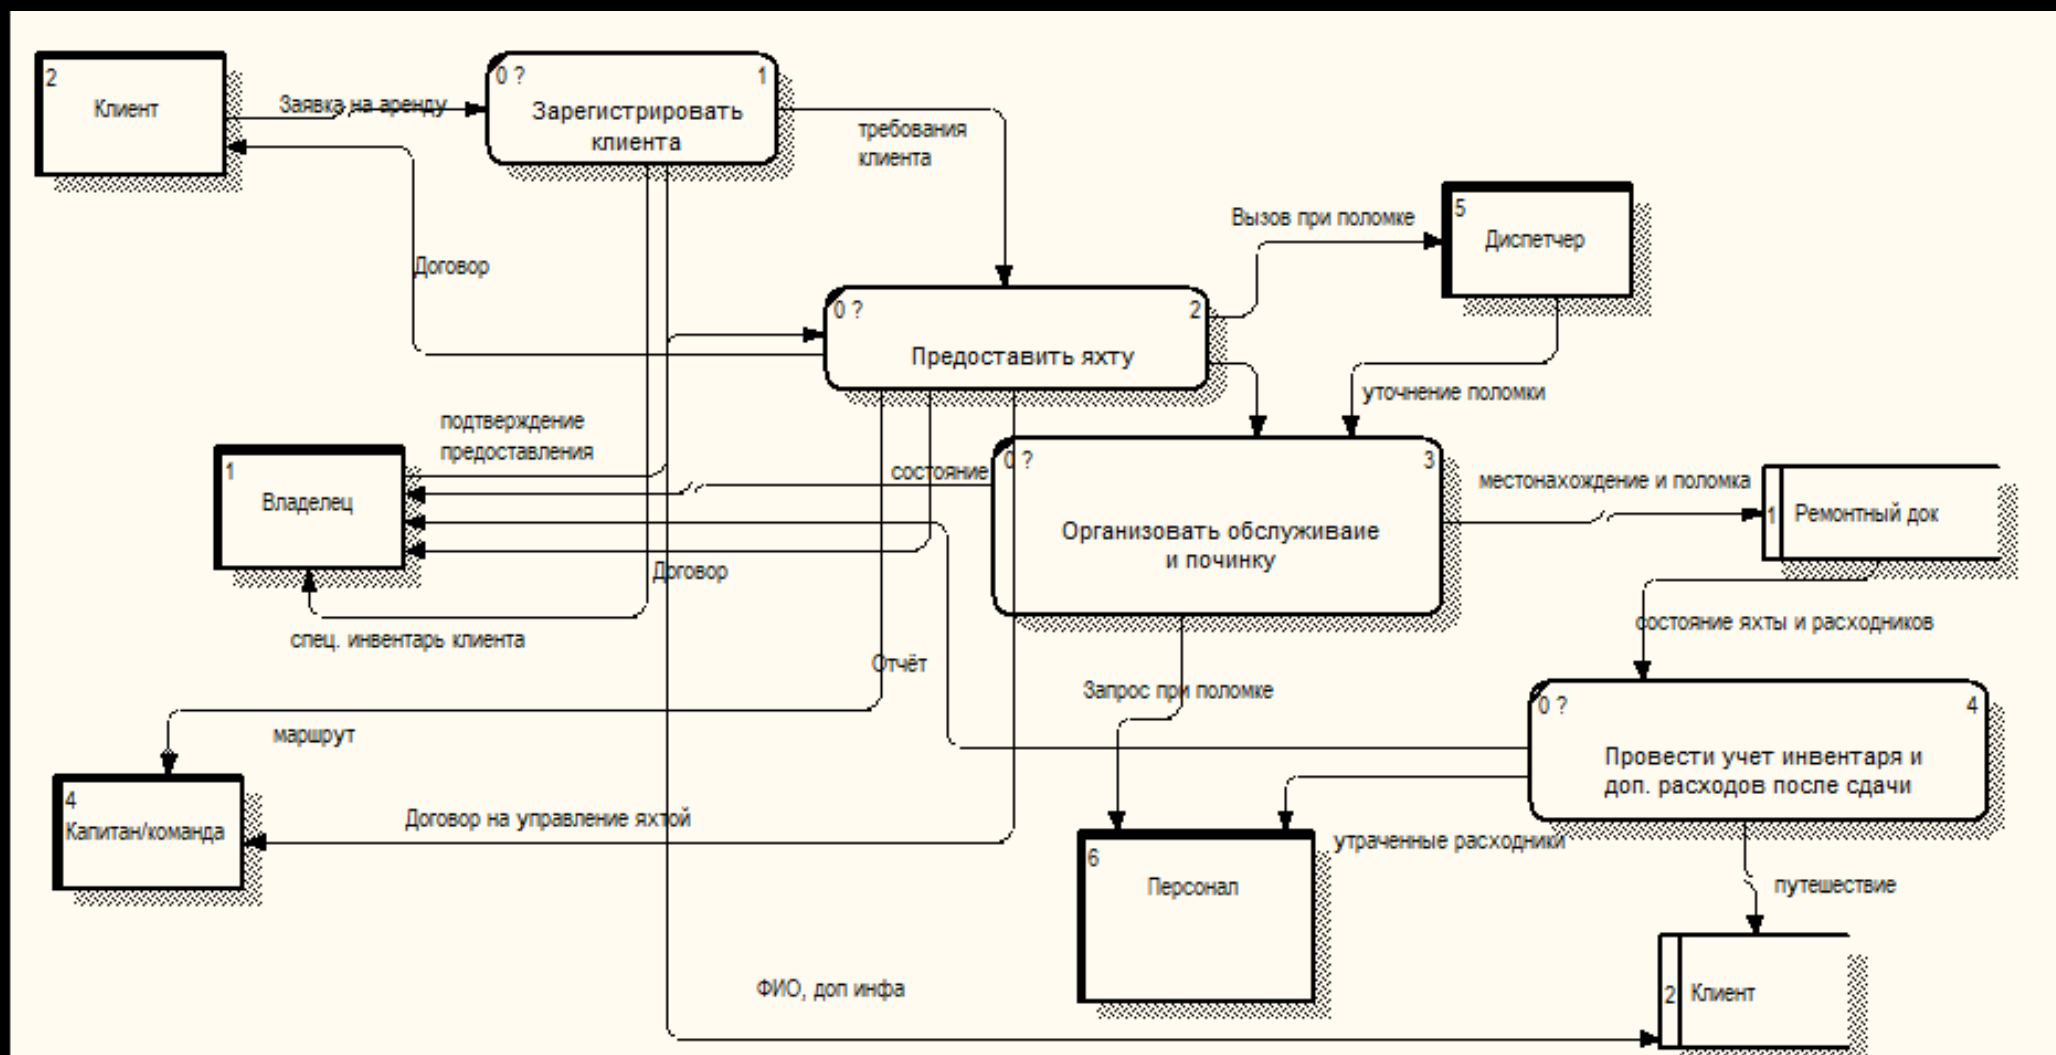 2
Клиент
Заявка на аренду
0 ?
1
Зарегистрировать
клиента
требования
клиента
Вызов при поломке
5
Диспетчер
Договор
0 ?
2
Предоставить яхту
уточнение поломки
подтверждение
предоставления
1
Владелец
состояние
0 ?
3
Организовать обслуживаие
и починку
местонахождение и поломка
1
Ремонтный док
Договор
спец. инвентарь клиента
состояние яхты и расходников
Отчёт
Запрос при поломке
0 ?
4
Провести учет инвентаря и
доп. расходов после сдачи
маршрут
4
Капитан/команда
Договор на управление яхтой
6
Персонал
утраченные расходники
путешествие
ФИО, доп инфа
2
Клиент